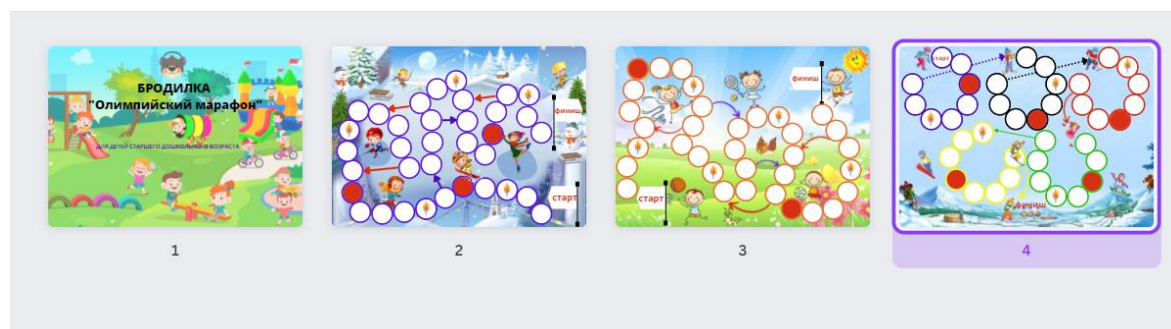 БРОДИЛКА
"Олимпийский марафон"
ДЛЯ ДЕТЕЙ СТАРШЕГО ДОШКОЛЬНОГО ВОЗРАСТА
финиш
старт
финиш
старт
старт
финиш
1
2
3
4